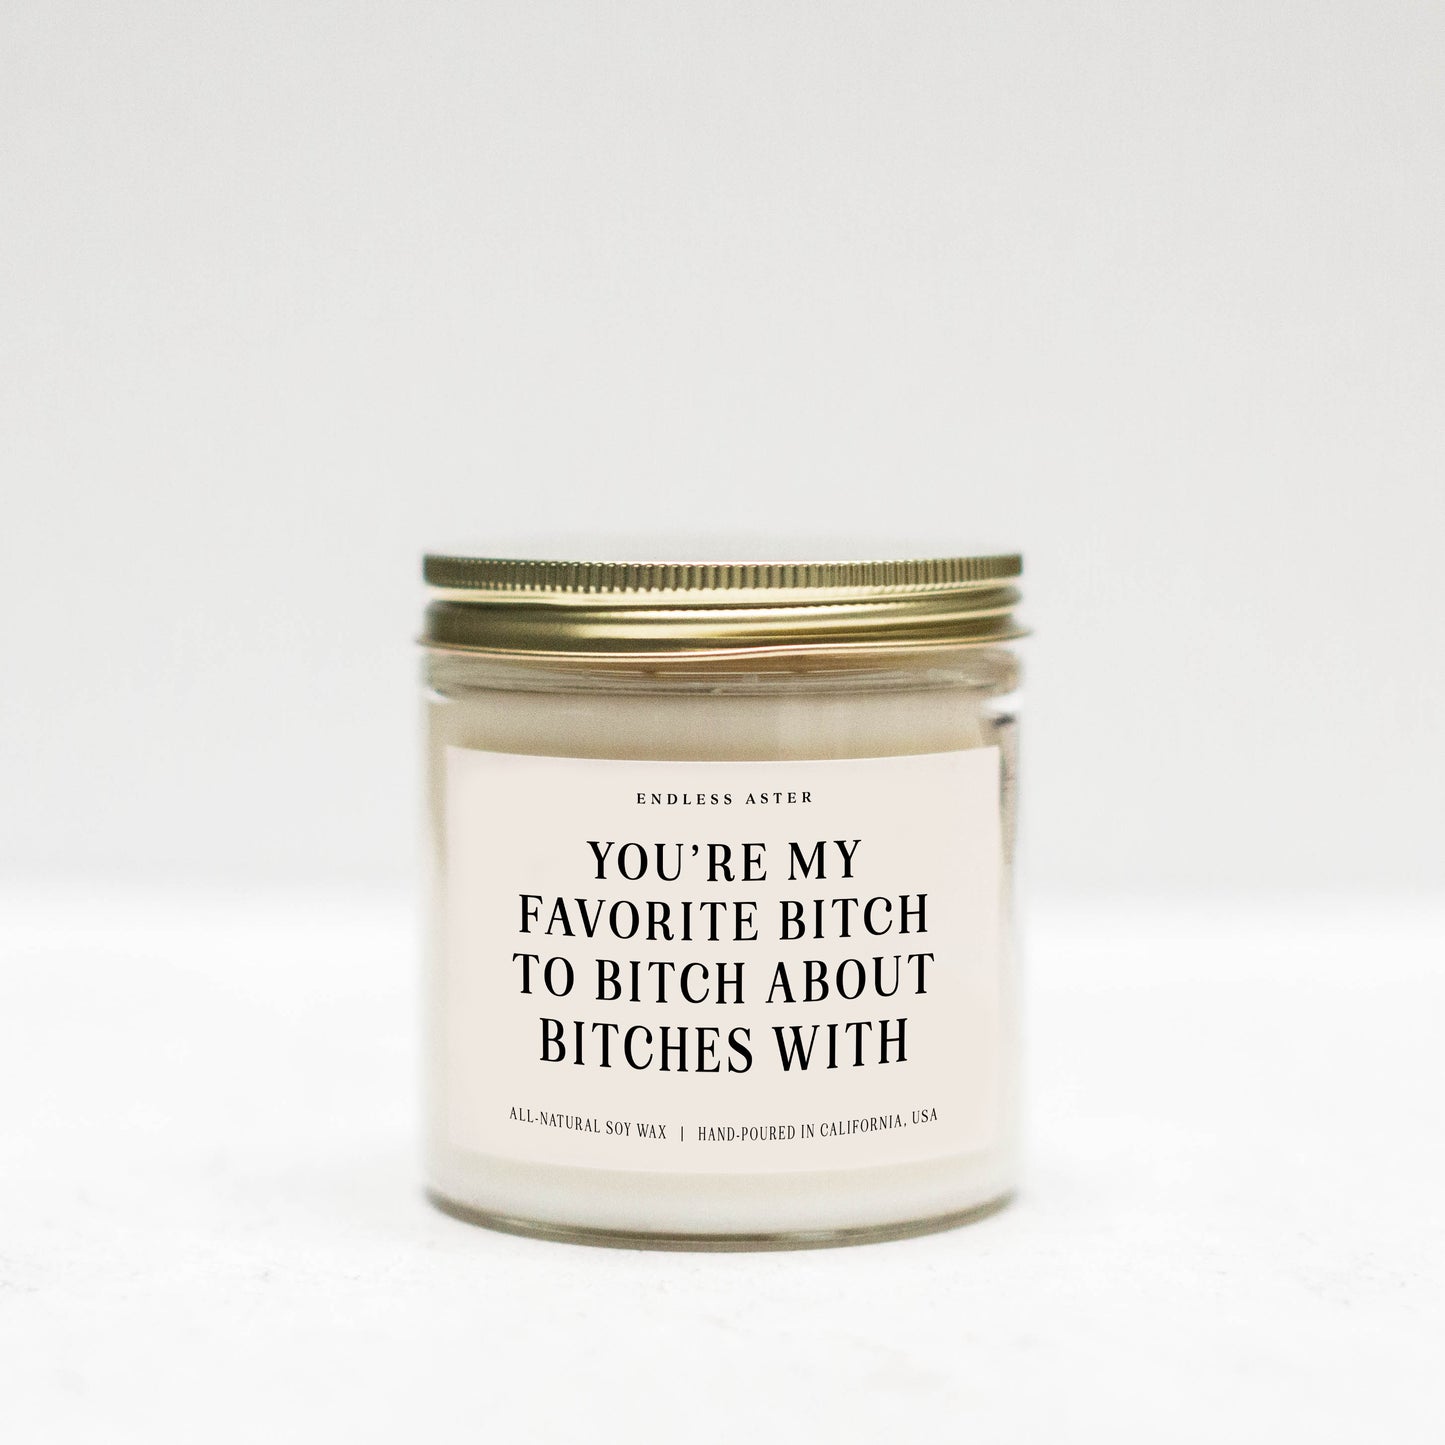 ENDLESS ASTER
YOU'RE MY
FAVORITE BITCH
TO BITCH ABOUT
BITCHES WITH
ALL-NATURAL SOY WAX | HAND-POURED IN CALIFORNIA, USA